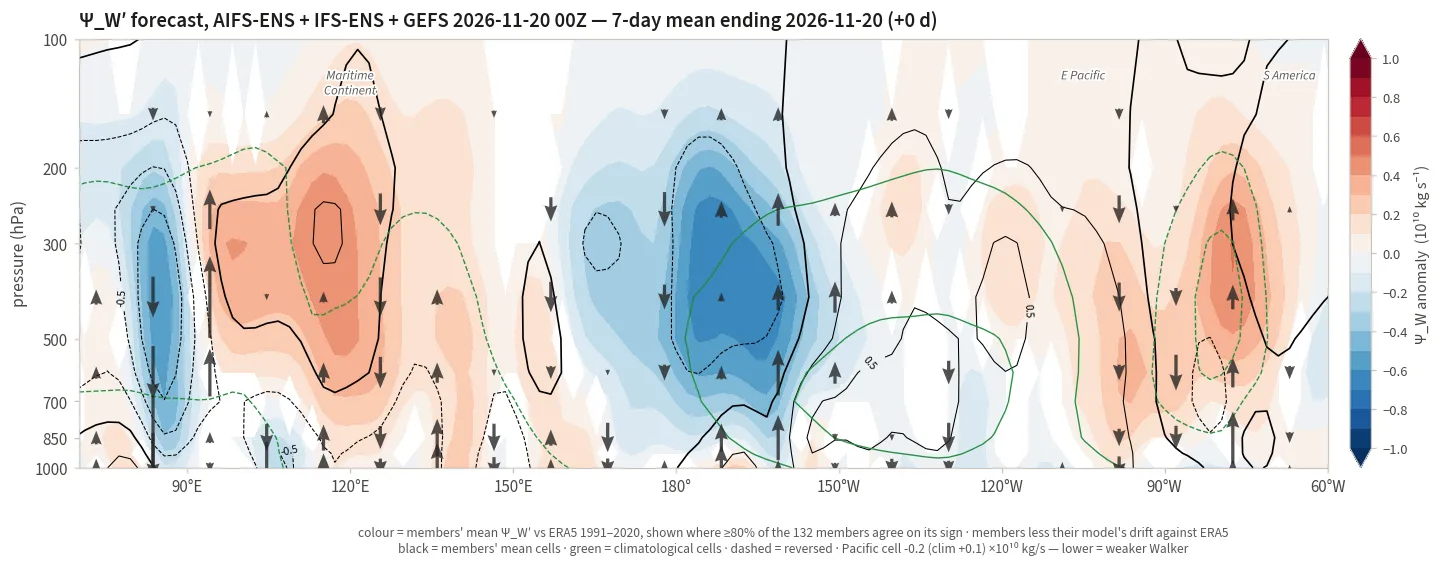 Ψ_W′ forecast, AIFS-ENS + IFS-ENS + GEFS 2026-11-20 00Z — 7-day mean ending 2026-11-20 (+0 d)
100
200
300
500
700
850
1000
pressure (hPa)
Maritime
Continent
E Pacific
S America
-0.5
-0.5
0.5
0.5
90°E
120°E
150°E
180°
150°W
120°W
90°W
60°W
1.0
0.8
0.6
0.4
0.2
0.0
−0.2
−0.4
−0.6
−0.8
−1.0
Ψ_W anomaly (10¹⁰ kg s⁻¹)
colour = members' mean Ψ_W′ vs ERA5 1991–2020, shown where ≥80% of the 132 members agree on its sign · members less their model's drift against ERA5
black = members' mean cells · green = climatological cells · dashed = reversed · Pacific cell -0.2 (clim +0.1) ×10¹⁰ kg/s — lower = weaker Walker